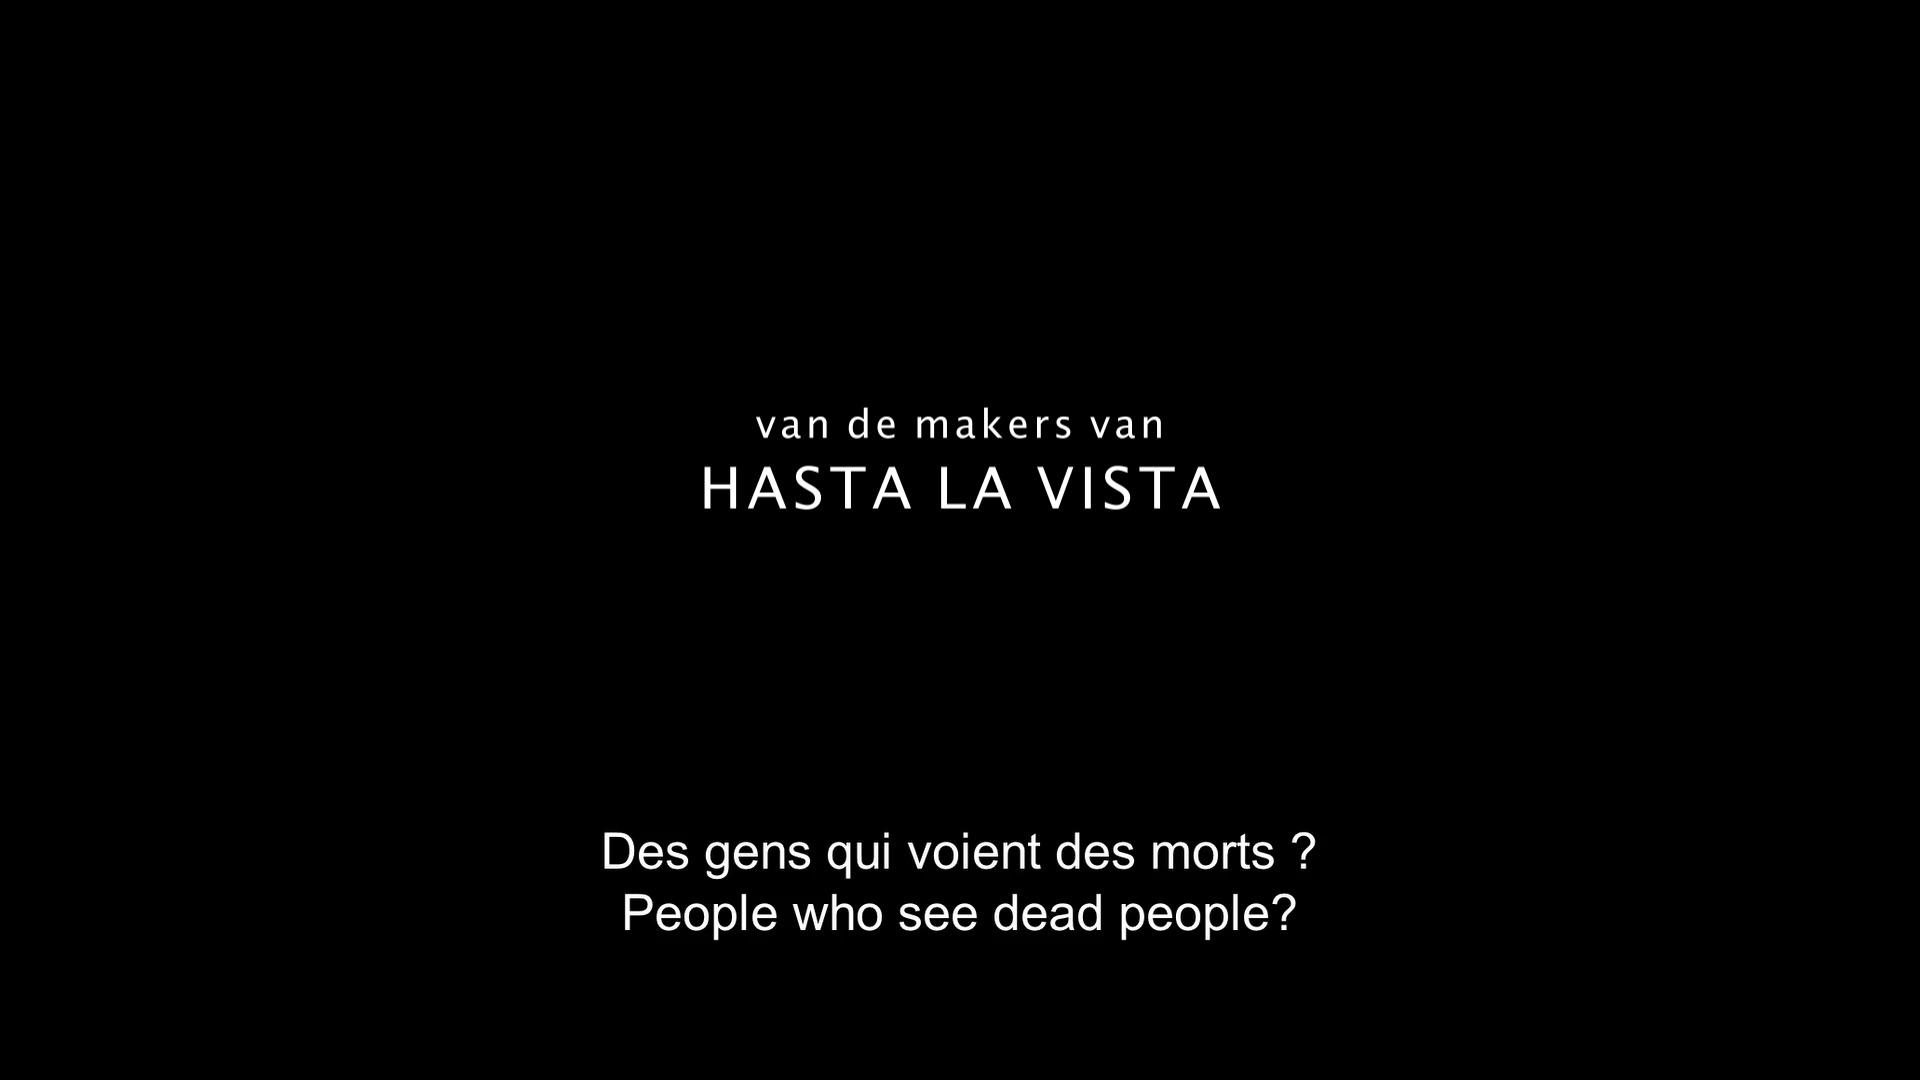 van de makers van
HASTA LA VISTA
Des gens qui voient des morts ?
People who see dead people?